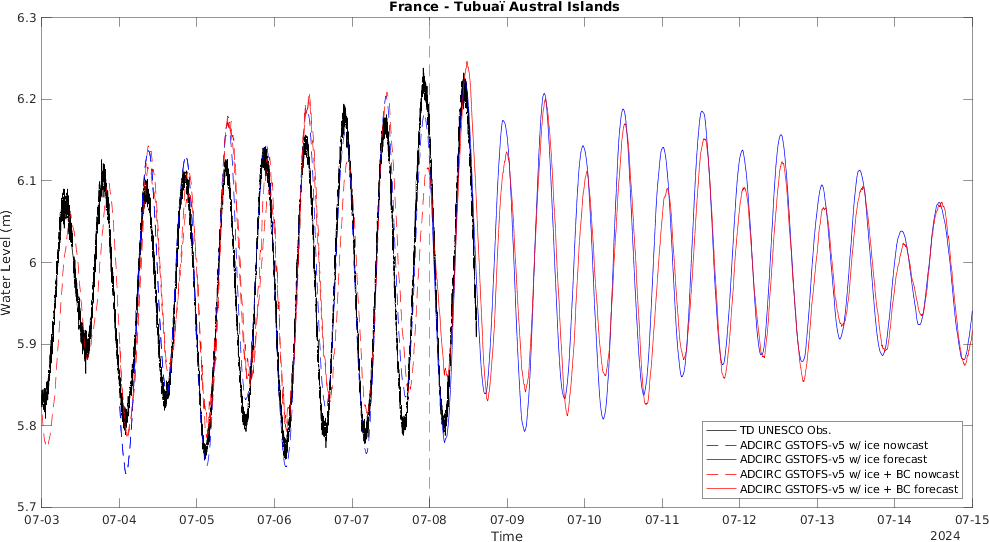 France - Tubuaï Austral Islands
6.3
6.2
6.1
6
5.9
5.8
5.7
Water Level (m)
TD UNESCO Obs.
ADCIRC GSTOFS-v5 w/ ice nowcast
ADCIRC GSTOFS-v5 w/ ice forecast
ADCIRC GSTOFS-v5 w/ ice + BC nowcast
ADCIRC GSTOFS-v5 w/ ice + BC forecast
07-03 07-04 07-05 07-06 07-07 07-08 07-09 07-10 07-11 07-12 07-13 07-14 07-15
Time
2024